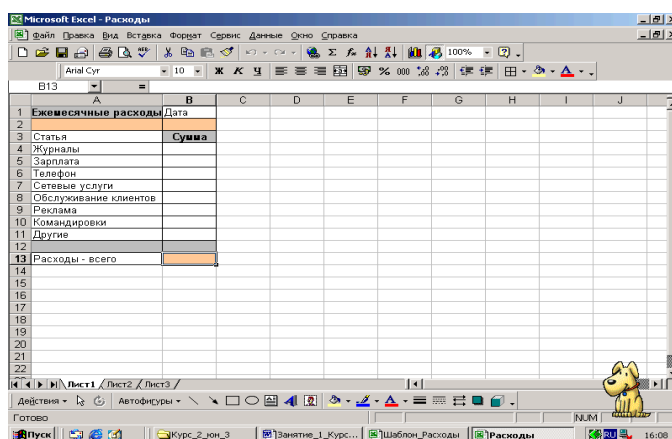 Microsoft Excel - Расходы
Файл Правка Вид Вставка Формат Сервис Данные Окно Справка
100%
Arial Cyr 10 Ж К Ч % 000
B13 =
A B C D E F G H I J
1 Ежемесячные расходы Дата
2
3 Статья Сумма
4 Журналы
5 Зарплата
6 Телефон
7 Сетевые услуги
8 Обслуживание клиентов
9 Реклама
10 Командировки
11 Другие
12
13 Расходы - всего
14
15
16
17
18
19
20
21
22
Лист1 Лист2 Лист3
Действия Автофигуры
Готово NUM
Пуск Курс_2_юн_3 Занятие_1_Курс... Шаблон_Расходы Расходы RU 16:08